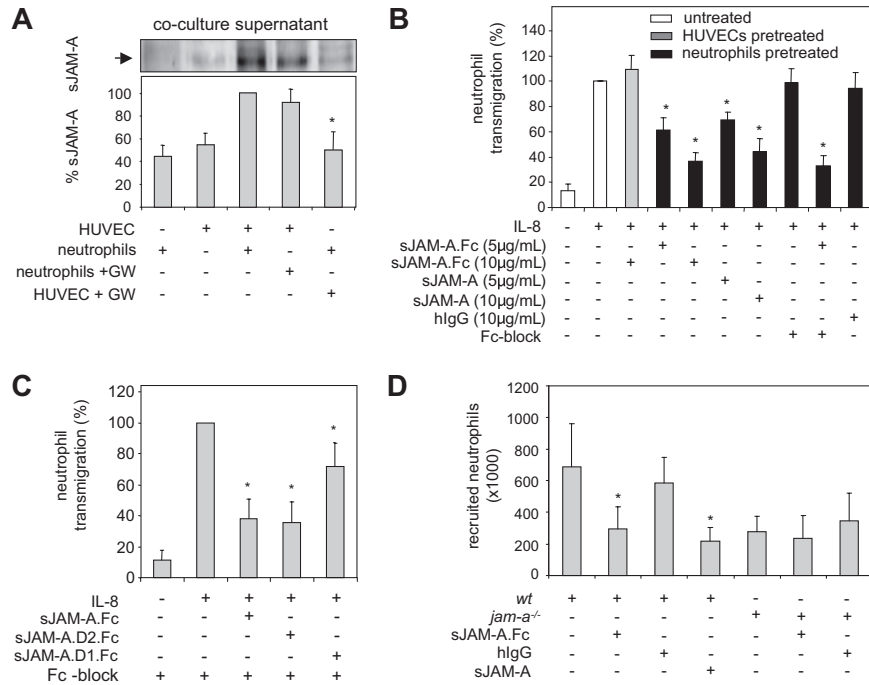 A
co-culture supernatant
sJAM-A
% sJAM-A
100
80
60
40
20
0
*
HUVEC - + + + -
neutrophils + - + - +
neutrophils +GW - - - + -
HUVEC + GW - - - - +
B
untreated
HUVECs pretreated
neutrophils pretreated
neutrophil
transmigration (%)
140
120
100
80
60
40
20
0
* * * * *
IL-8 - + + + + + + + + +
sJAM-A.Fc (5µg/mL) - - - + - - - - + -
sJAM-A.Fc (10µg/mL) - - + - + - - - - -
sJAM-A (5µg/mL) - - - - - + - - - -
sJAM-A (10µg/mL) - - - - - - + - - -
hIgG (10µg/mL) - - - - - - - - - +
Fc-block - - - - - - - + + -
C
neutrophil
transmigration (%)
120
100
80
60
40
20
0
* * *
IL-8 - + + + +
sJAM-A.Fc - - + - -
sJAM-A.D2.Fc - - - + -
sJAM-A.D1.Fc - - - - +
Fc -block + + + + +
D
recruited neutrophils
(x1000)
1200
1000
800
600
400
200
0
* *
wt + + + + - - -
jam-a-/- - - - - + + +
sJAM-A.Fc - + - - - + -
hIgG - - + - - - +
sJAM-A - - - + - - -